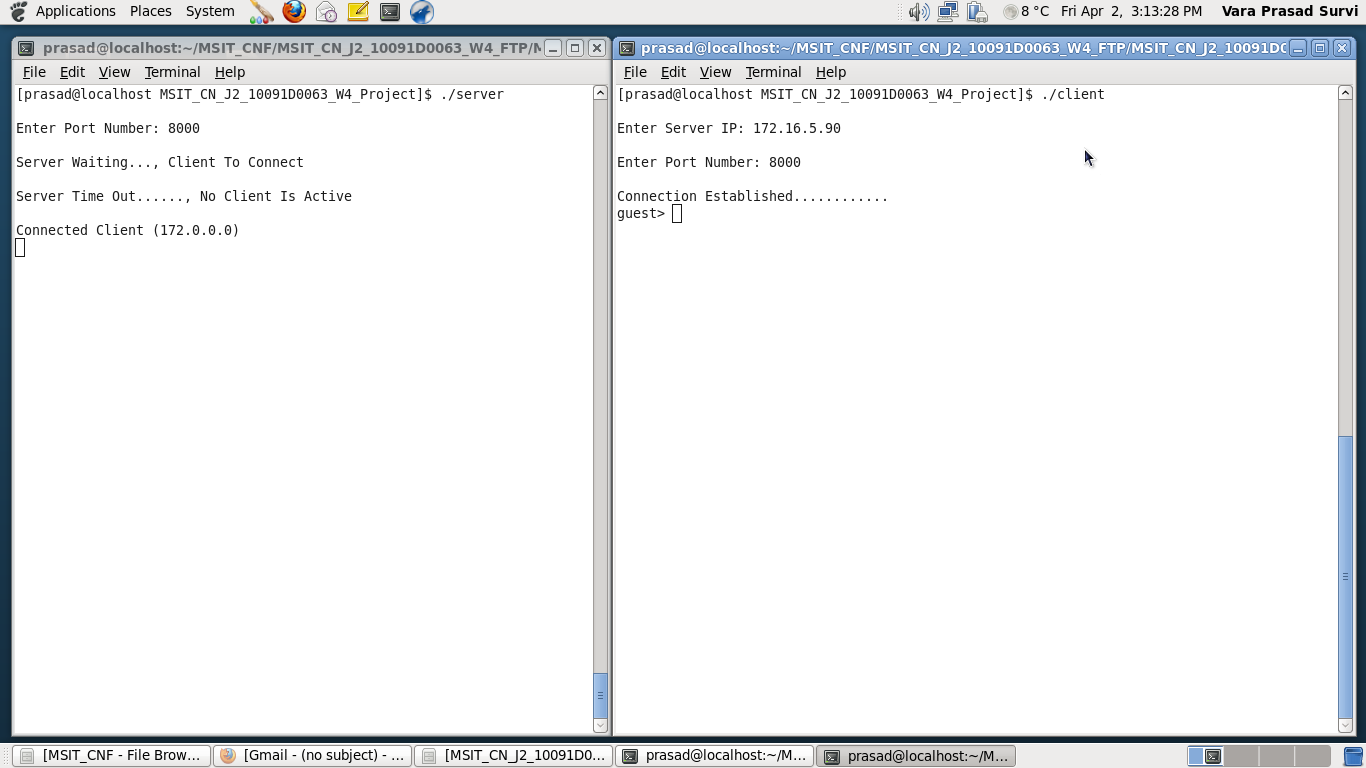 Applications Places System 8 °C Fri Apr 2, 3:13:28 PM Vara Prasad Survi
prasad@localhost:~/MSIT_CNF/MSIT_CN_J2_10091D0063_W4_FTP/M
File Edit View Terminal Help
[prasad@localhost MSIT_CN_J2_10091D0063_W4_Project]$ ./server
Enter Port Number: 8000
Server Waiting..., Client To Connect
Server Time Out......, No Client Is Active
Connected Client (172.0.0.0)
prasad@localhost:~/MSIT_CNF/MSIT_CN_J2_10091D0063_W4_FTP/MSIT_CN_J2_10091D0
File Edit View Terminal Help
[prasad@localhost MSIT_CN_J2_10091D0063_W4_Project]$ ./client
Enter Server IP: 172.16.5.90
Enter Port Number: 8000
Connection Established............
guest>
[MSIT_CNF - File Brow... [Gmail - (no subject) - ... [MSIT_CN_J2_10091D0... prasad@localhost:~/M... prasad@localhost:~/M...